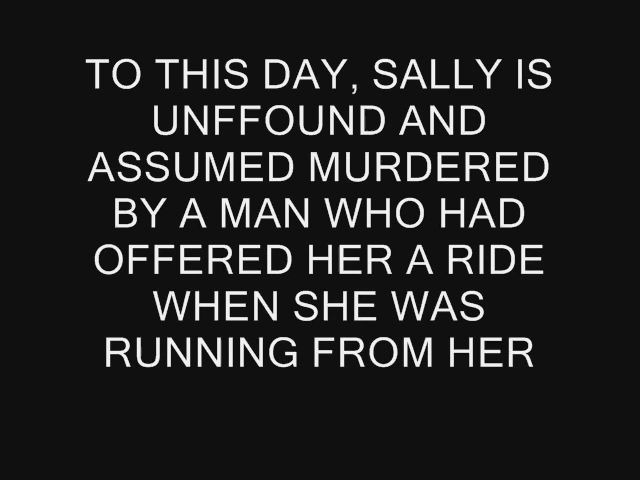 TO THIS DAY, SALLY IS
UNFFOUND AND
ASSUMED MURDERED
BY A MAN WHO HAD
OFFERED HER A RIDE
WHEN SHE WAS
RUNNING FROM HER